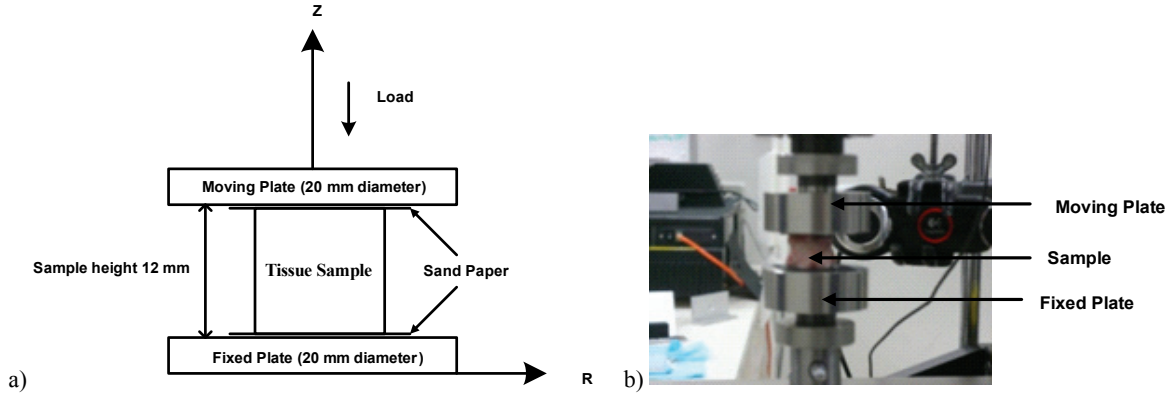 Z
Load
Moving Plate (20 mm diameter)
Sample height 12 mm
Tissue Sample
Sand Paper
Fixed Plate (20 mm diameter)
R
a)
Moving Plate
Sample
Fixed Plate
b)